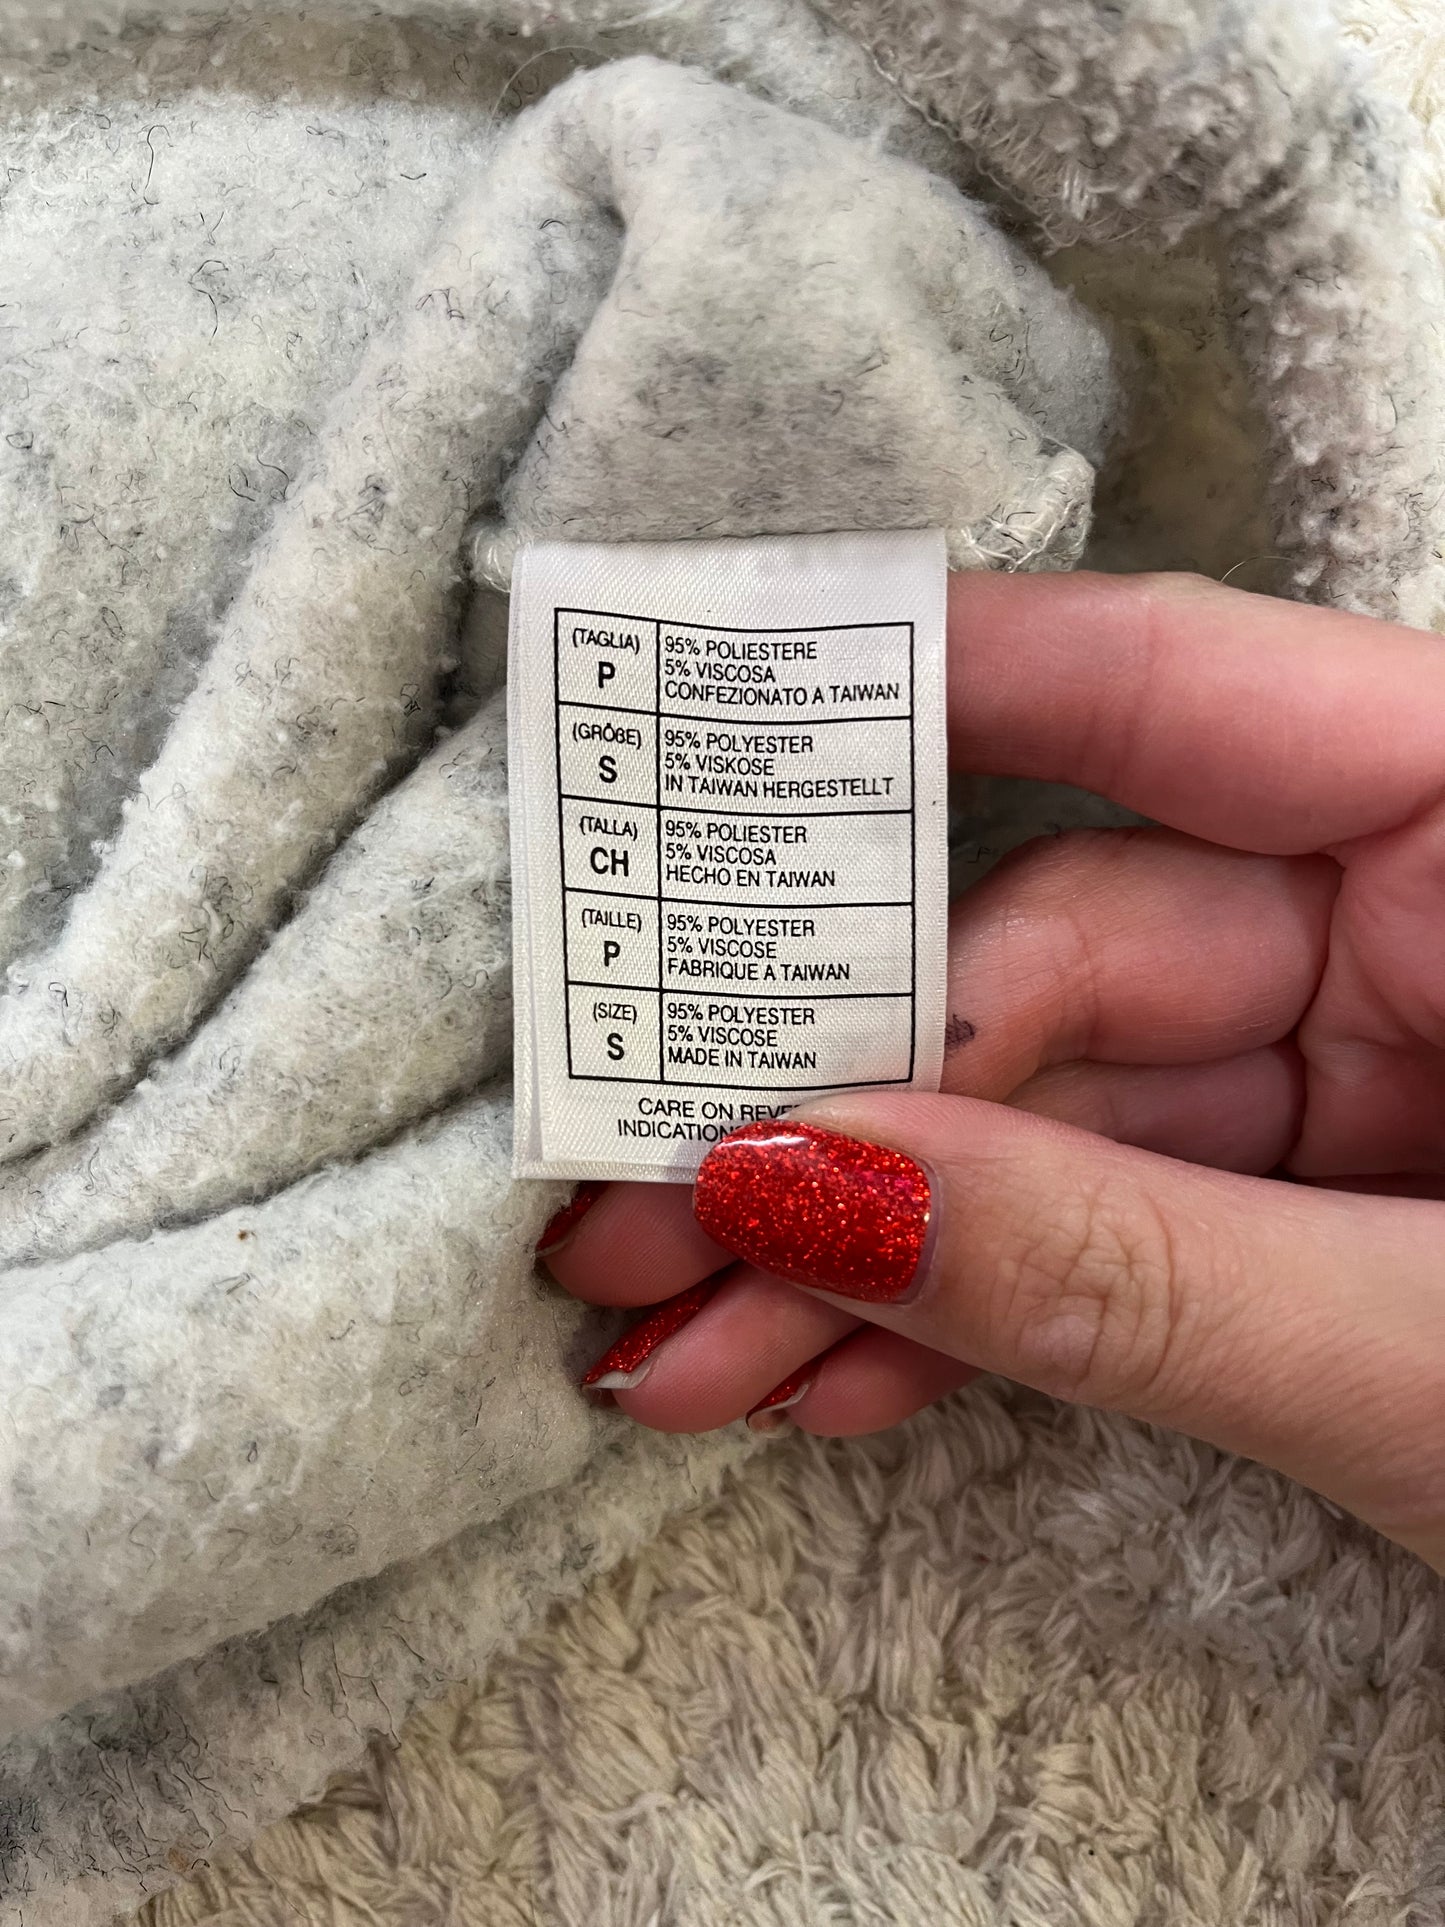 (TAGLIA)
P
95% POLIESTERE
5% VISCOSA
CONFEZIONATO A TAIWAN
(GRÖßE)
S
95% POLYESTER
5% VISKOSE
IN TAIWAN HERGESTELLT
(TALLA)
CH
95% POLIESTER
5% VISCOSA
HECHO EN TAIWAN
(TAILLE)
P
95% POLYESTER
5% VISCOSE
FABRIQUE A TAIWAN
(SIZE)
S
95% POLYESTER
5% VISCOSE
MADE IN TAIWAN
CARE ON